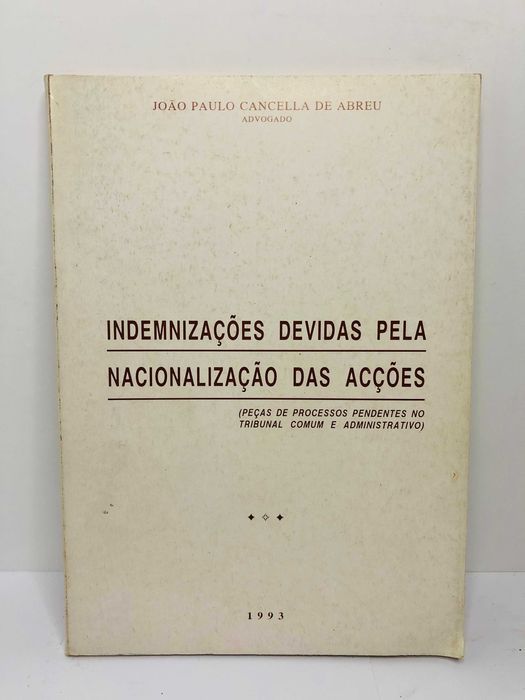 JOÃO PAULO CANCELLA DE ABREU
ADVOGADO
INDEMNIZAÇÕES DEVIDAS PELA
NACIONALIZAÇÃO DAS ACÇÕES
(PEÇAS DE PROCESSOS PENDENTES NO
TRIBUNAL COMUM E ADMINISTRATIVO)
1993